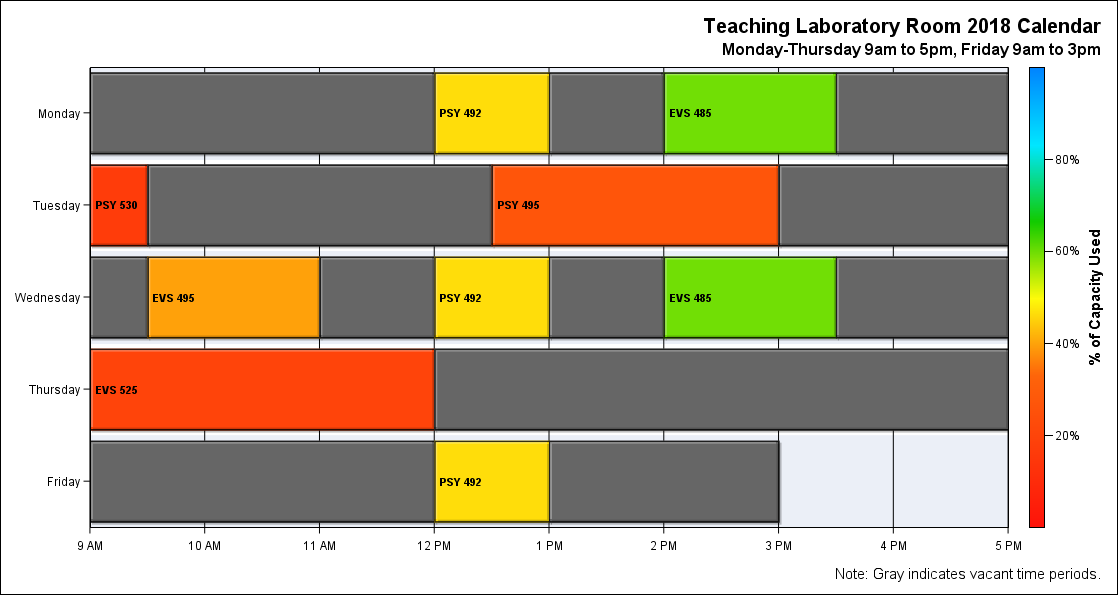 Teaching Laboratory Room 2018 Calendar
Monday-Thursday 9am to 5pm, Friday 9am to 3pm
Monday
PSY 492
EVS 485
Tuesday
PSY 530
PSY 495
Wednesday
EVS 495
PSY 492
EVS 485
Thursday
EVS 525
Friday
PSY 492
9 AM
10 AM
11 AM
12 PM
1 PM
2 PM
3 PM
4 PM
5 PM
80%
60%
40%
20%
% of Capacity Used
Note: Gray indicates vacant time periods.